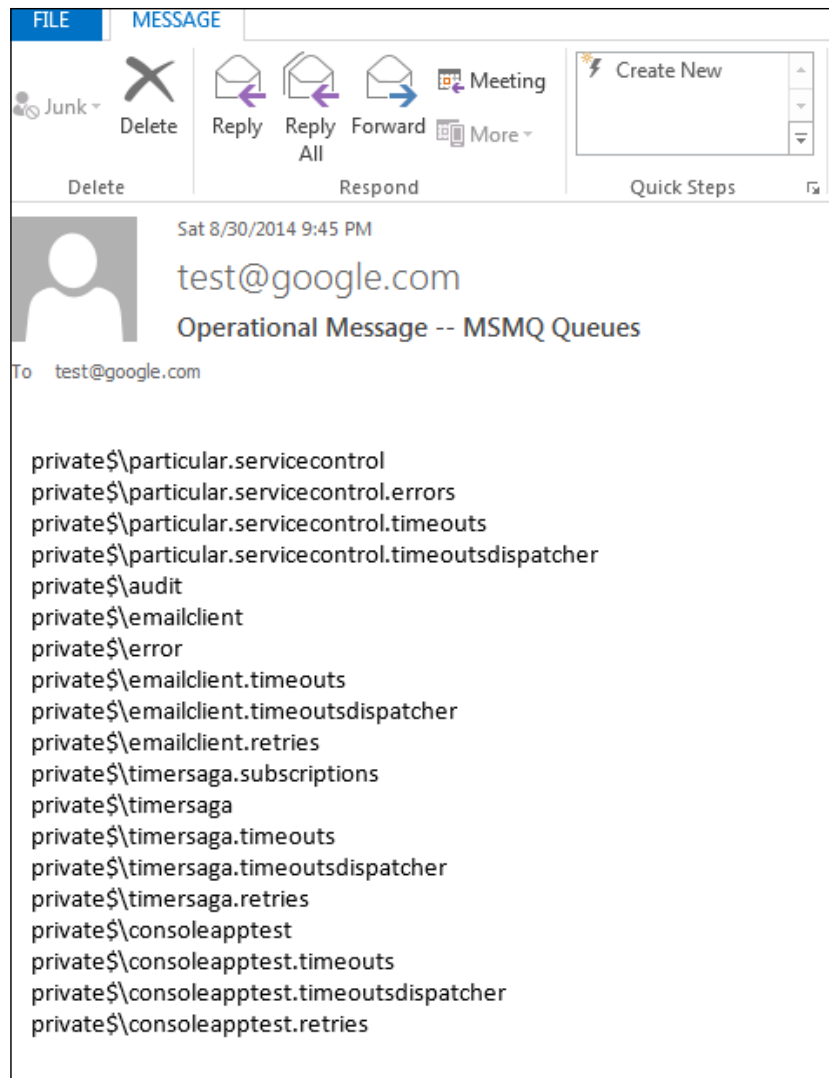 FILE MESSAGE
Junk
Delete
Reply
Reply All
Forward
Meeting
More
Create New
Delete Respond Quick Steps
Sat 8/30/2014 9:45 PM
test@google.com
Operational Message -- MSMQ Queues
To test@google.com
private$\particular.servicecontrol
private$\particular.servicecontrol.errors
private$\particular.servicecontrol.timeouts
private$\particular.servicecontrol.timeoutsdispatcher
private$\audit
private$\emailclient
private$\error
private$\emailclient.timeouts
private$\emailclient.timeoutsdispatcher
private$\emailclient.retries
private$\timersaga.subscriptions
private$\timersaga
private$\timersaga.timeouts
private$\timersaga.timeoutsdispatcher
private$\timersaga.retries
private$\consoleapptest
private$\consoleapptest.timeouts
private$\consoleapptest.timeoutsdispatcher
private$\consoleapptest.retries